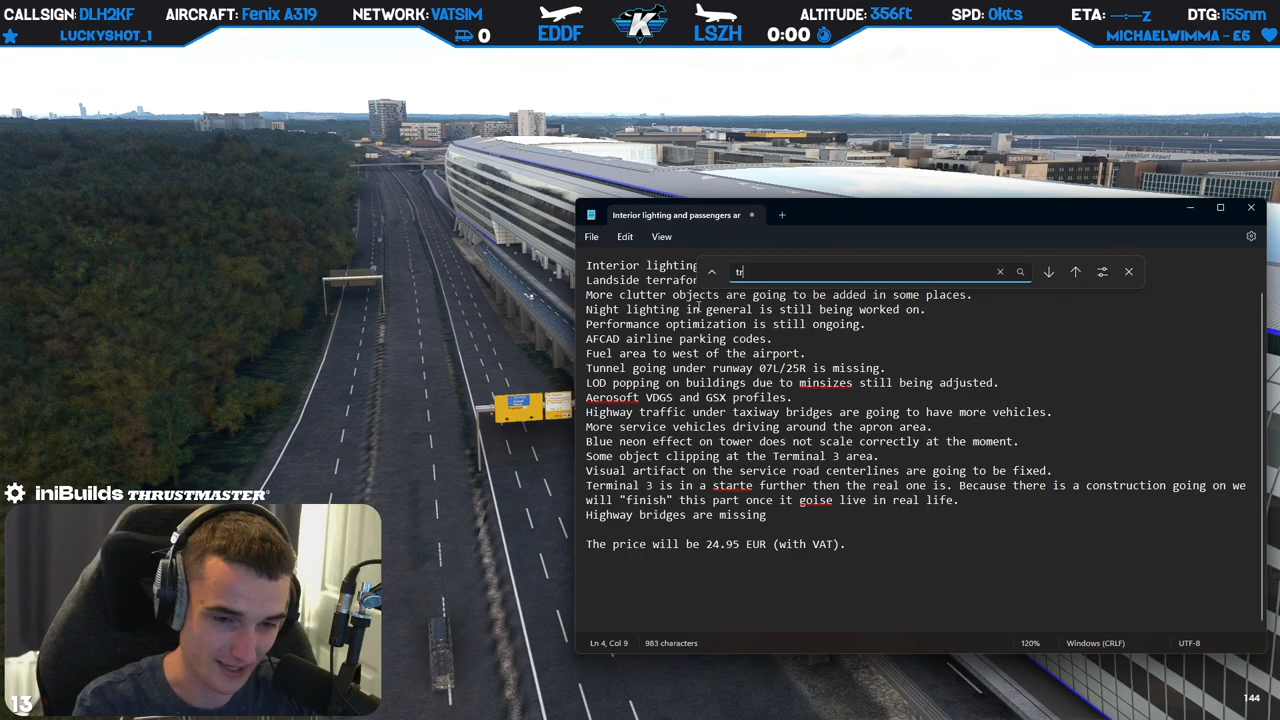 CALLSIGN: DLH2KF
AIRCRAFT: Fenix A319
NETWORK: VATSIM
EDDF
K
LSZH
ALTITUDE: 356ft
SPD: 0kts
ETA: --:--z
DTG: 155nm
LUCKYSHOT_1
0
0:00
MICHAELWIMMA - £5
SHERATON
Frankfurt Airport
Interior lighting and passengers ar
File Edit View
tr
Interior lighting
Landside terrafor
More clutter objects are going to be added in some places.
Night lighting in general is still being worked on.
Performance optimization is still ongoing.
AFCAD airline parking codes.
Fuel area to west of the airport.
Tunnel going under runway 07L/25R is missing.
LOD popping on buildings due to minsizes still being adjusted.
Aerosoft VDGS and GSX profiles.
Highway traffic under taxiway bridges are going to have more vehicles.
More service vehicles driving around the apron area.
Blue neon effect on tower does not scale correctly at the moment.
Some object clipping at the Terminal 3 area.
Visual artifact on the service road centerlines are going to be fixed.
Terminal 3 is in a starte further then the real one is. Because there is a construction going on we
will "finish" this part once it goise live in real life.
Highway bridges are missing
The price will be 24.95 EUR (with VAT).
Ln 4, Col 9 983 characters 120% Windows (CRLF) UTF-8
iniBuilds THRUSTMASTER®
13
144